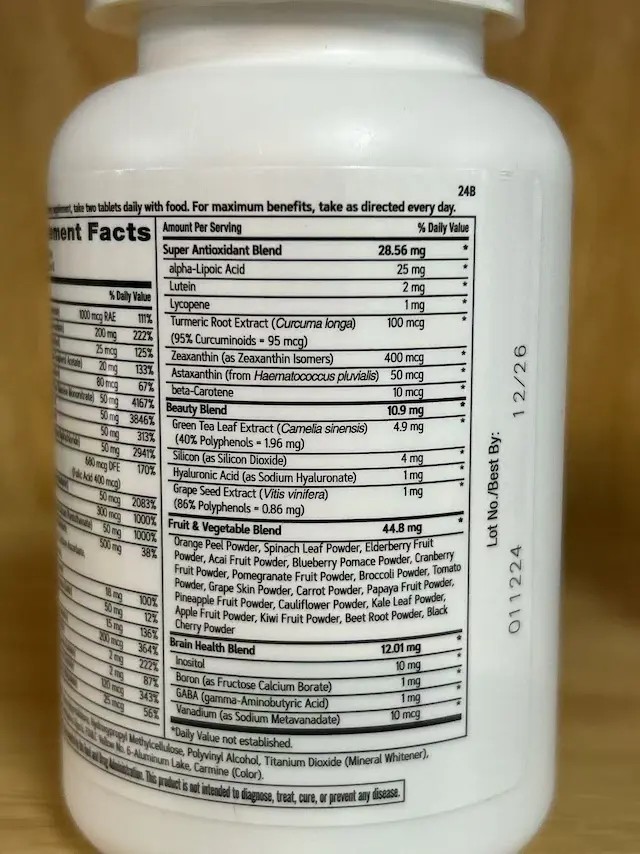 24B
take two tablets daily with food. For maximum benefits, take as directed every day.
Facts
% Daily Value
1000 mcg RAE 111%
200 mg 222%
25 mcg 125%
20 mg 133%
80 mcg 67%
50 mg 4167%
50 mg 3846%
50 mg 313%
50 mg 2941%
680 mcg DFE 170%
(Folic Acid 400 mcg)
50 mcg 2083%
300 mcg 1000%
50 mg 1000%
500 mg 38%
18 mg 100%
50 mg 12%
15 mg 136%
200 mcg 364%
2 mg 222%
2 mg 87%
120 mcg 343%
25 mcg 56%
Amount Per Serving % Daily Value
Super Antioxidant Blend 28.56 mg *
alpha-Lipoic Acid 25 mg *
Lutein 2 mg *
Lycopene 1 mg *
Turmeric Root Extract (Curcuma longa) 100 mcg *
(95% Curcuminoids = 95 mcg)
Zeaxanthin (as Zeaxanthin Isomers) 400 mcg *
Astaxanthin (from Haematococcus pluvialis) 50 mcg *
beta-Carotene 10 mcg *
Beauty Blend 10.9 mg *
Green Tea Leaf Extract (Camelia sinensis) 4.9 mg *
(40% Polyphenols = 1.96 mg)
Silicon (as Silicon Dioxide) 4 mg *
Hyaluronic Acid (as Sodium Hyaluronate) 1 mg *
Grape Seed Extract (Vitis vinifera) 1 mg *
(86% Polyphenols = 0.86 mg)
Fruit & Vegetable Blend 44.8 mg *
Orange Peel Powder, Spinach Leaf Powder, Elderberry Fruit
Powder, Acai Fruit Powder, Blueberry Pomace Powder, Cranberry
Fruit Powder, Pomegranate Fruit Powder, Broccoli Powder, Tomato
Powder, Grape Skin Powder, Carrot Powder, Papaya Fruit Powder,
Pineapple Fruit Powder, Cauliflower Powder, Kale Leaf Powder,
Apple Fruit Powder, Kiwi Fruit Powder, Beet Root Powder, Black
Cherry Powder
Brain Health Blend 12.01 mg *
Inositol 10 mg *
Boron (as Fructose Calcium Borate) 1 mg *
GABA (gamma-Aminobutyric Acid) 1 mg *
Vanadium (as Sodium Metavanadate) 10 mcg *
*Daily Value not established.
Methylcellulose, Polyvinyl Alcohol, Titanium Dioxide (Mineral Whitener),
Yellow No. 6-Aluminum Lake, Carmine (Color).
Food and Drug Administration. This product is not intended to diagnose, treat, cure, or prevent any disease.
Lot No./Best By:
011224 12/26